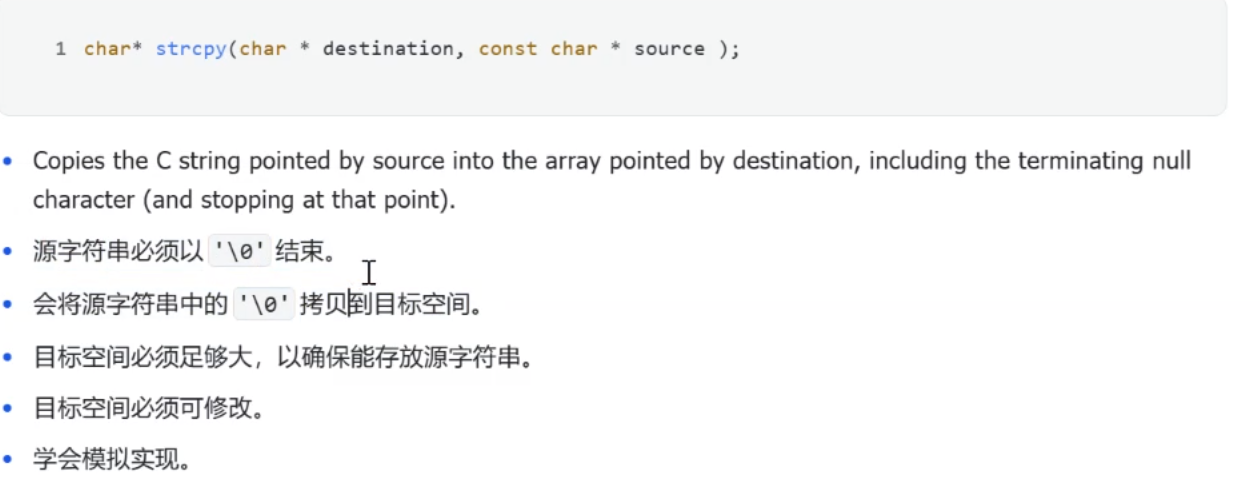 1 char* strcpy(char * destination, const char * source );
Copies the C string pointed by source into the array pointed by destination, including the terminating null
character (and stopping at that point).
源字符串必须以 '\0' 结束。
会将源字符串中的 '\0' 拷贝到目标空间。
目标空间必须足够大，以确保能存放源字符串。
目标空间必须可修改。
学会模拟实现。